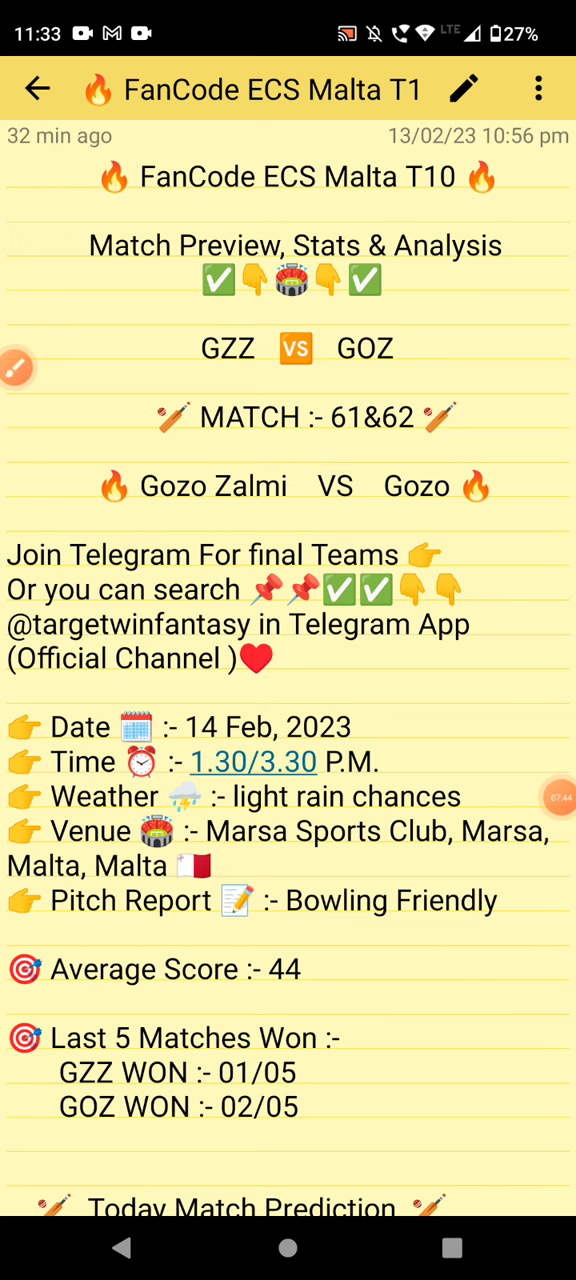 11:33 LTE 27%
🔥 FanCode ECS Malta T1
32 min ago 13/02/23 10:56 pm
🔥 FanCode ECS Malta T10 🔥
Match Preview, Stats & Analysis
✅👇🏟️👇✅
GZZ 🆚 GOZ
🏏 MATCH :- 61&62 🏏
🔥 Gozo Zalmi VS Gozo 🔥
Join Telegram For final Teams 👉
Or you can search 📌📌✅✅👇👇
@targetwinfantasy in Telegram App
(Official Channel )♥️
👉 Date 🗓️ :- 14 Feb, 2023
👉 Time ⏰ :- 1.30/3.30 P.M.
👉 Weather ⛈️ :- light rain chances
07:44
👉 Venue 🏟️ :- Marsa Sports Club, Marsa,
Malta, Malta 🇲🇹
👉 Pitch Report 📝 :- Bowling Friendly
🎯 Average Score :- 44
🎯 Last 5 Matches Won :-
GZZ WON :- 01/05
GOZ WON :- 02/05
🏏 Today Match Prediction 🏏